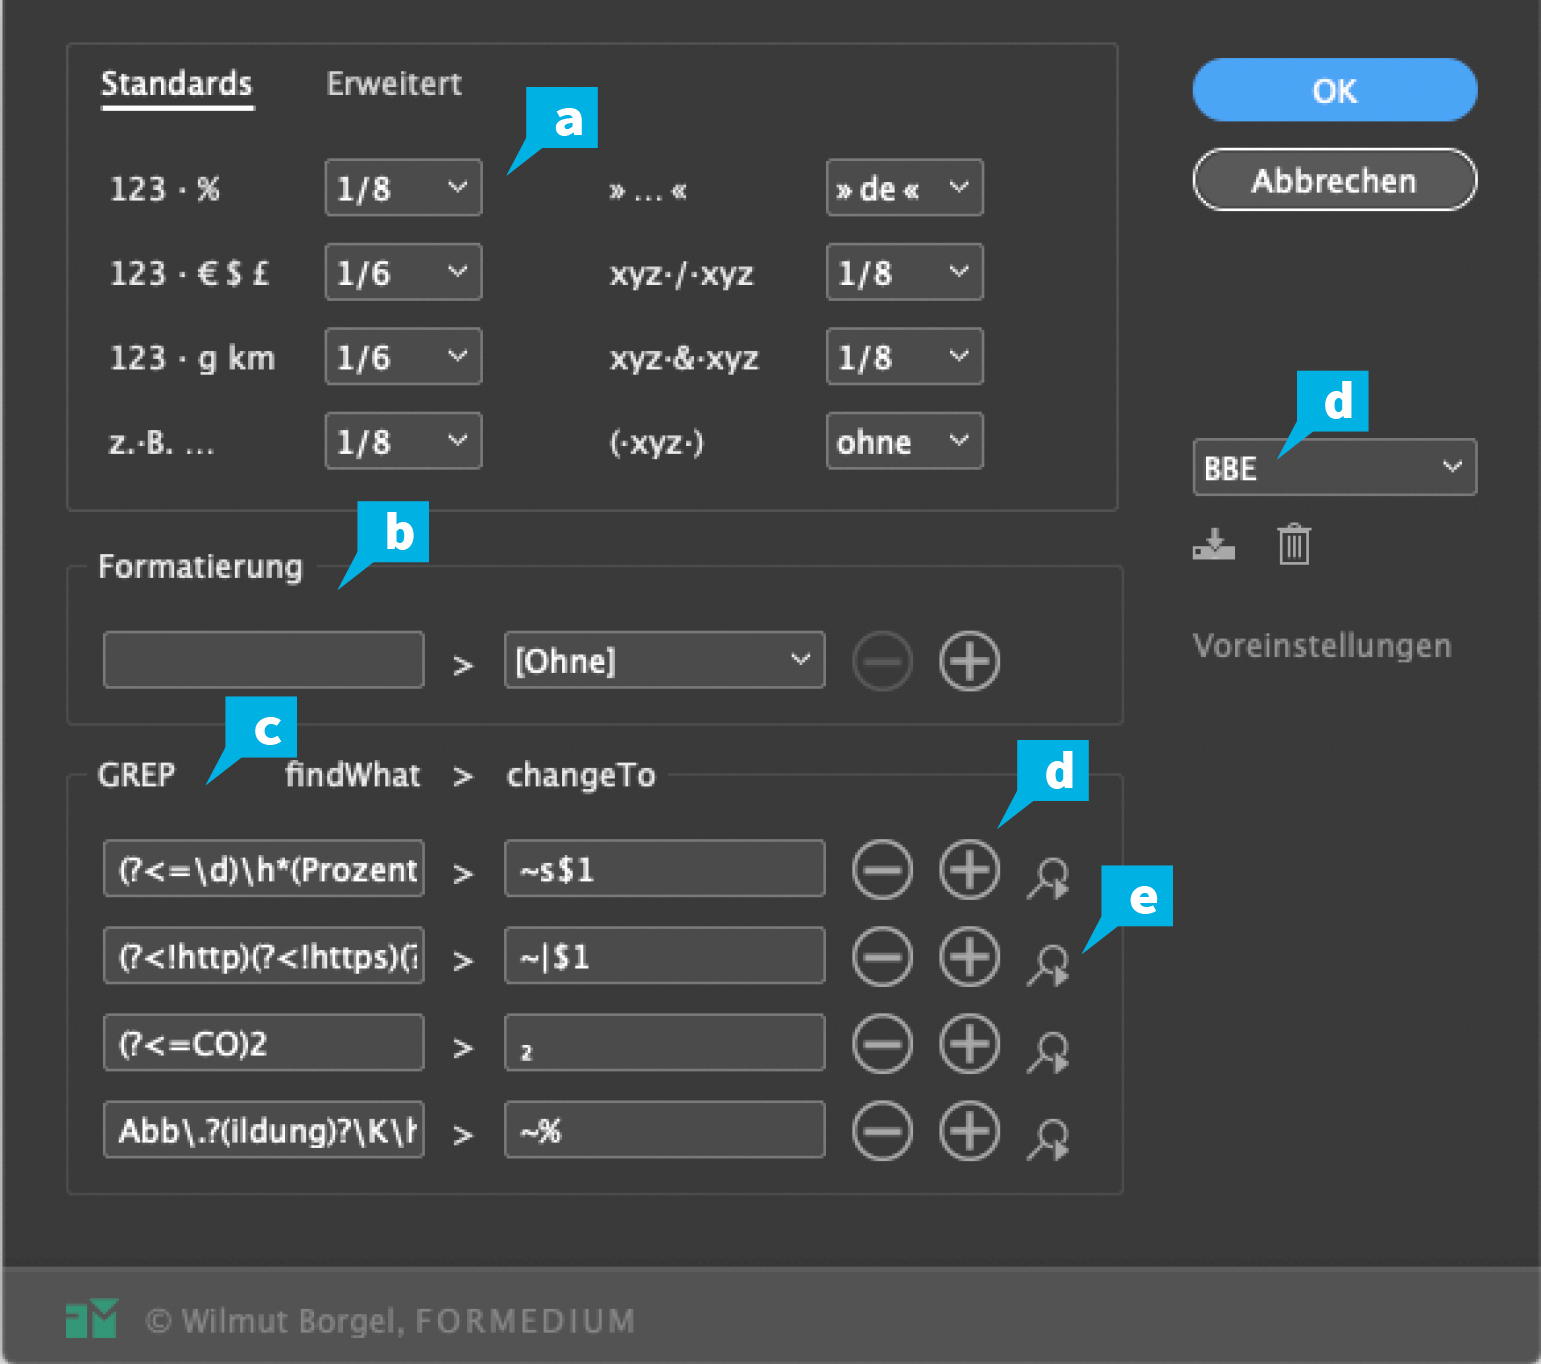 Standards Erweitert
a
123 · % 1/8 » ... « » de «
123 · € $ £ 1/6 xyz·/·xyz 1/8
123 · g km 1/6 xyz·&·xyz 1/8
z.·B. ... 1/8 (·xyz·) ohne
OK
Abbrechen
d
BBE
Voreinstellungen
b
Formatierung
> [Ohne]
c
GREP findWhat > changeTo
d
(?<=\d)\h*(Prozent > ~s$1
e
(?<!http)(?<!https)(? > ~|$1
(?<=CO)2 > ₂
Abb\.?(ildung)?\K\h > ~%
© Wilmut Borgel, FORMEDIUM